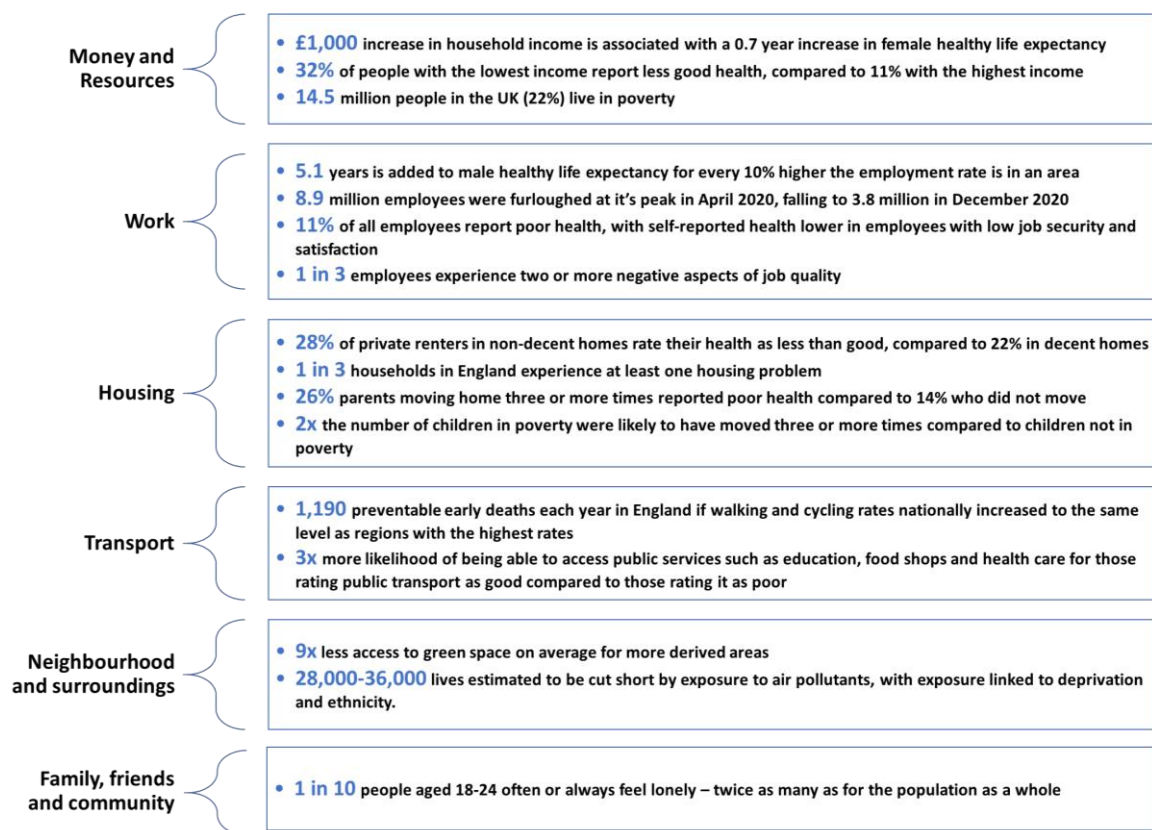 Money and
Resources
• £1,000 increase in household income is associated with a 0.7 year increase in female healthy life expectancy
• 32% of people with the lowest income report less good health, compared to 11% with the highest income
• 14.5 million people in the UK (22%) live in poverty
Work
• 5.1 years is added to male healthy life expectancy for every 10% higher the employment rate is in an area
• 8.9 million employees were furloughed at it's peak in April 2020, falling to 3.8 million in December 2020
• 11% of all employees report poor health, with self-reported health lower in employees with low job security and
satisfaction
• 1 in 3 employees experience two or more negative aspects of job quality
Housing
• 28% of private renters in non-decent homes rate their health as less than good, compared to 22% in decent homes
• 1 in 3 households in England experience at least one housing problem
• 26% parents moving home three or more times reported poor health compared to 14% who did not move
• 2x the number of children in poverty were likely to have moved three or more times compared to children not in
poverty
Transport
• 1,190 preventable early deaths each year in England if walking and cycling rates nationally increased to the same
level as regions with the highest rates
• 3x more likelihood of being able to access public services such as education, food shops and health care for those
rating public transport as good compared to those rating it as poor
Neighbourhood
and surroundings
• 9x less access to green space on average for more derived areas
• 28,000-36,000 lives estimated to be cut short by exposure to air pollutants, with exposure linked to deprivation
and ethnicity.
Family, friends
and community
• 1 in 10 people aged 18-24 often or always feel lonely – twice as many as for the population as a whole